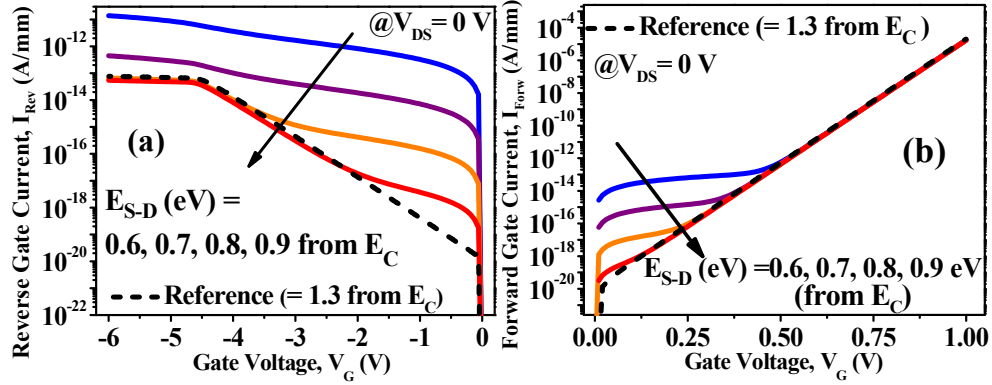 (a)
@V_DS = 0 V
E_S-D (eV) =
0.6, 0.7, 0.8, 0.9 from E_C
Reference (= 1.3 from E_C)
Reverse Gate Current, I_Rev (A/mm)
10^-12
10^-14
10^-16
10^-18
10^-20
10^-22
-6 -5 -4 -3 -2 -1 0
Gate Voltage, V_G (V)
Reference (= 1.3 from E_C)
@V_DS = 0 V
(b)
E_S-D (eV) =0.6, 0.7, 0.8, 0.9 eV
(from E_C)
Forward Gate Current, I_Forw (A/mm)
10^-4
10^-6
10^-8
10^-10
10^-12
10^-14
10^-16
10^-18
10^-20
0.00 0.25 0.50 0.75 1.00
Gate Voltage, V_G (V)